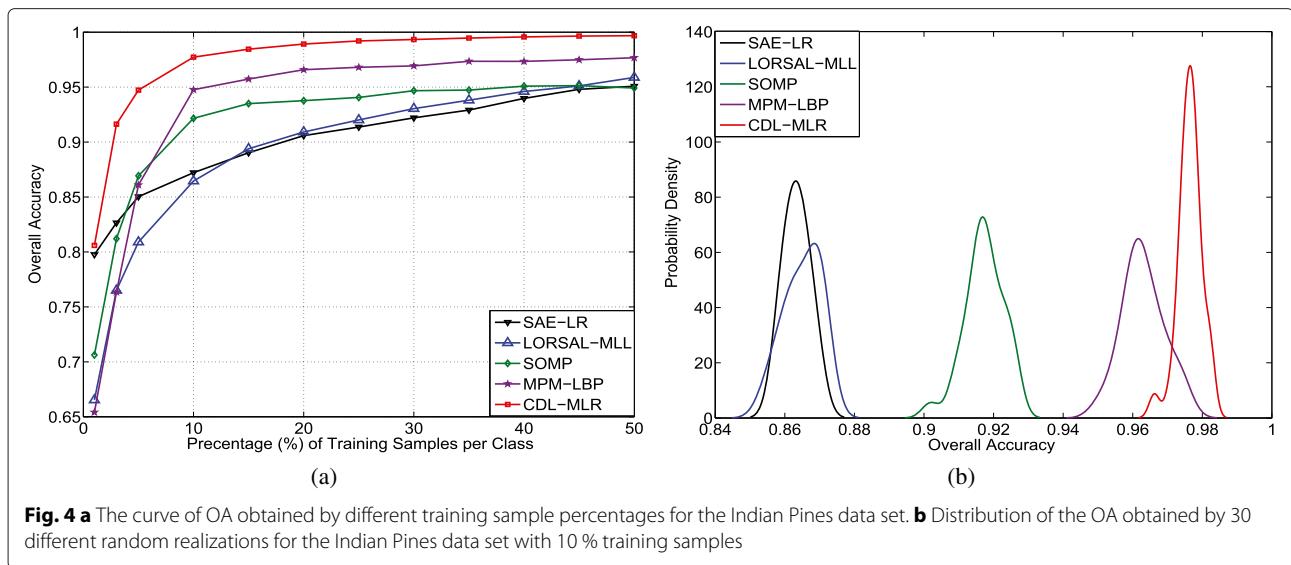 1
0.95
0.9
0.85
0.8
0.75
0.7
0.65
Overall Accuracy
0 10 20 30 40 50
Precentage (%) of Training Samples per Class
SAE-LR
LORSAL-MLL
SOMP
MPM-LBP
CDL-MLR
(a)
140
120
100
80
60
40
20
0
Probability Density
0.84 0.86 0.88 0.9 0.92 0.94 0.96 0.98 1
Overall Accuracy
SAE-LR
LORSAL-MLL
SOMP
MPM-LBP
CDL-MLR
(b)
Fig. 4 a The curve of OA obtained by different training sample percentages for the Indian Pines data set. b Distribution of the OA obtained by 30
different random realizations for the Indian Pines data set with 10 % training samples